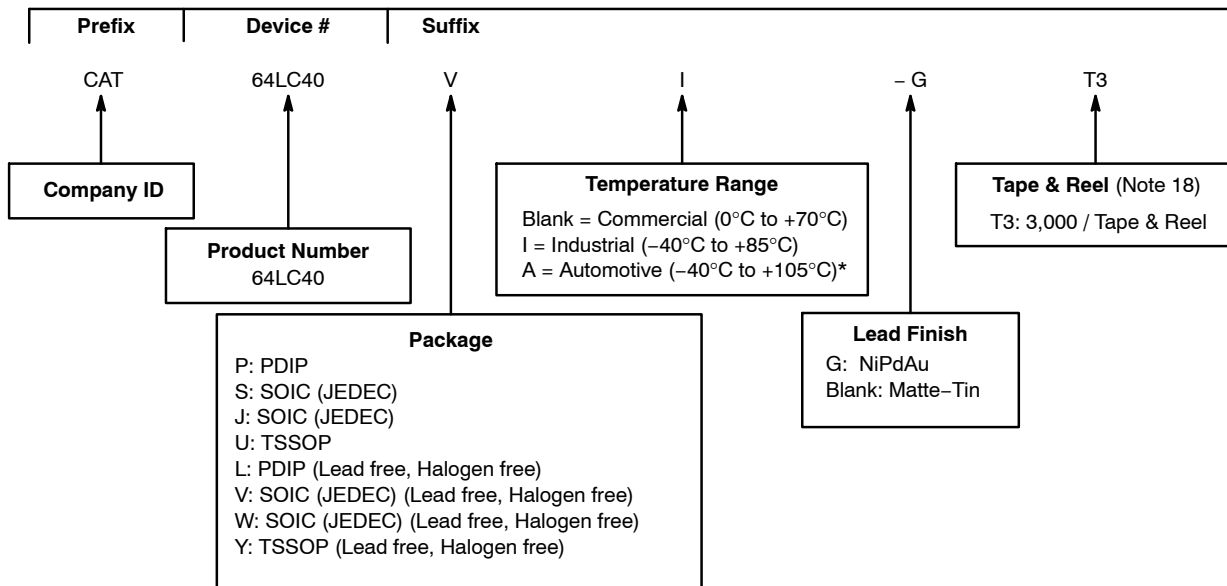 Prefix Device # Suffix
CAT 64LC40 V I – G T3
Company ID
Product Number
64LC40
Package
P: PDIP
S: SOIC (JEDEC)
J: SOIC (JEDEC)
U: TSSOP
L: PDIP (Lead free, Halogen free)
V: SOIC (JEDEC) (Lead free, Halogen free)
W: SOIC (JEDEC) (Lead free, Halogen free)
Y: TSSOP (Lead free, Halogen free)
Temperature Range
Blank = Commercial (0°C to +70°C)
I = Industrial (−40°C to +85°C)
A = Automotive (−40°C to +105°C)*
Lead Finish
G: NiPdAu
Blank: Matte−Tin
Tape & Reel (Note 18)
T3: 3,000 / Tape & Reel